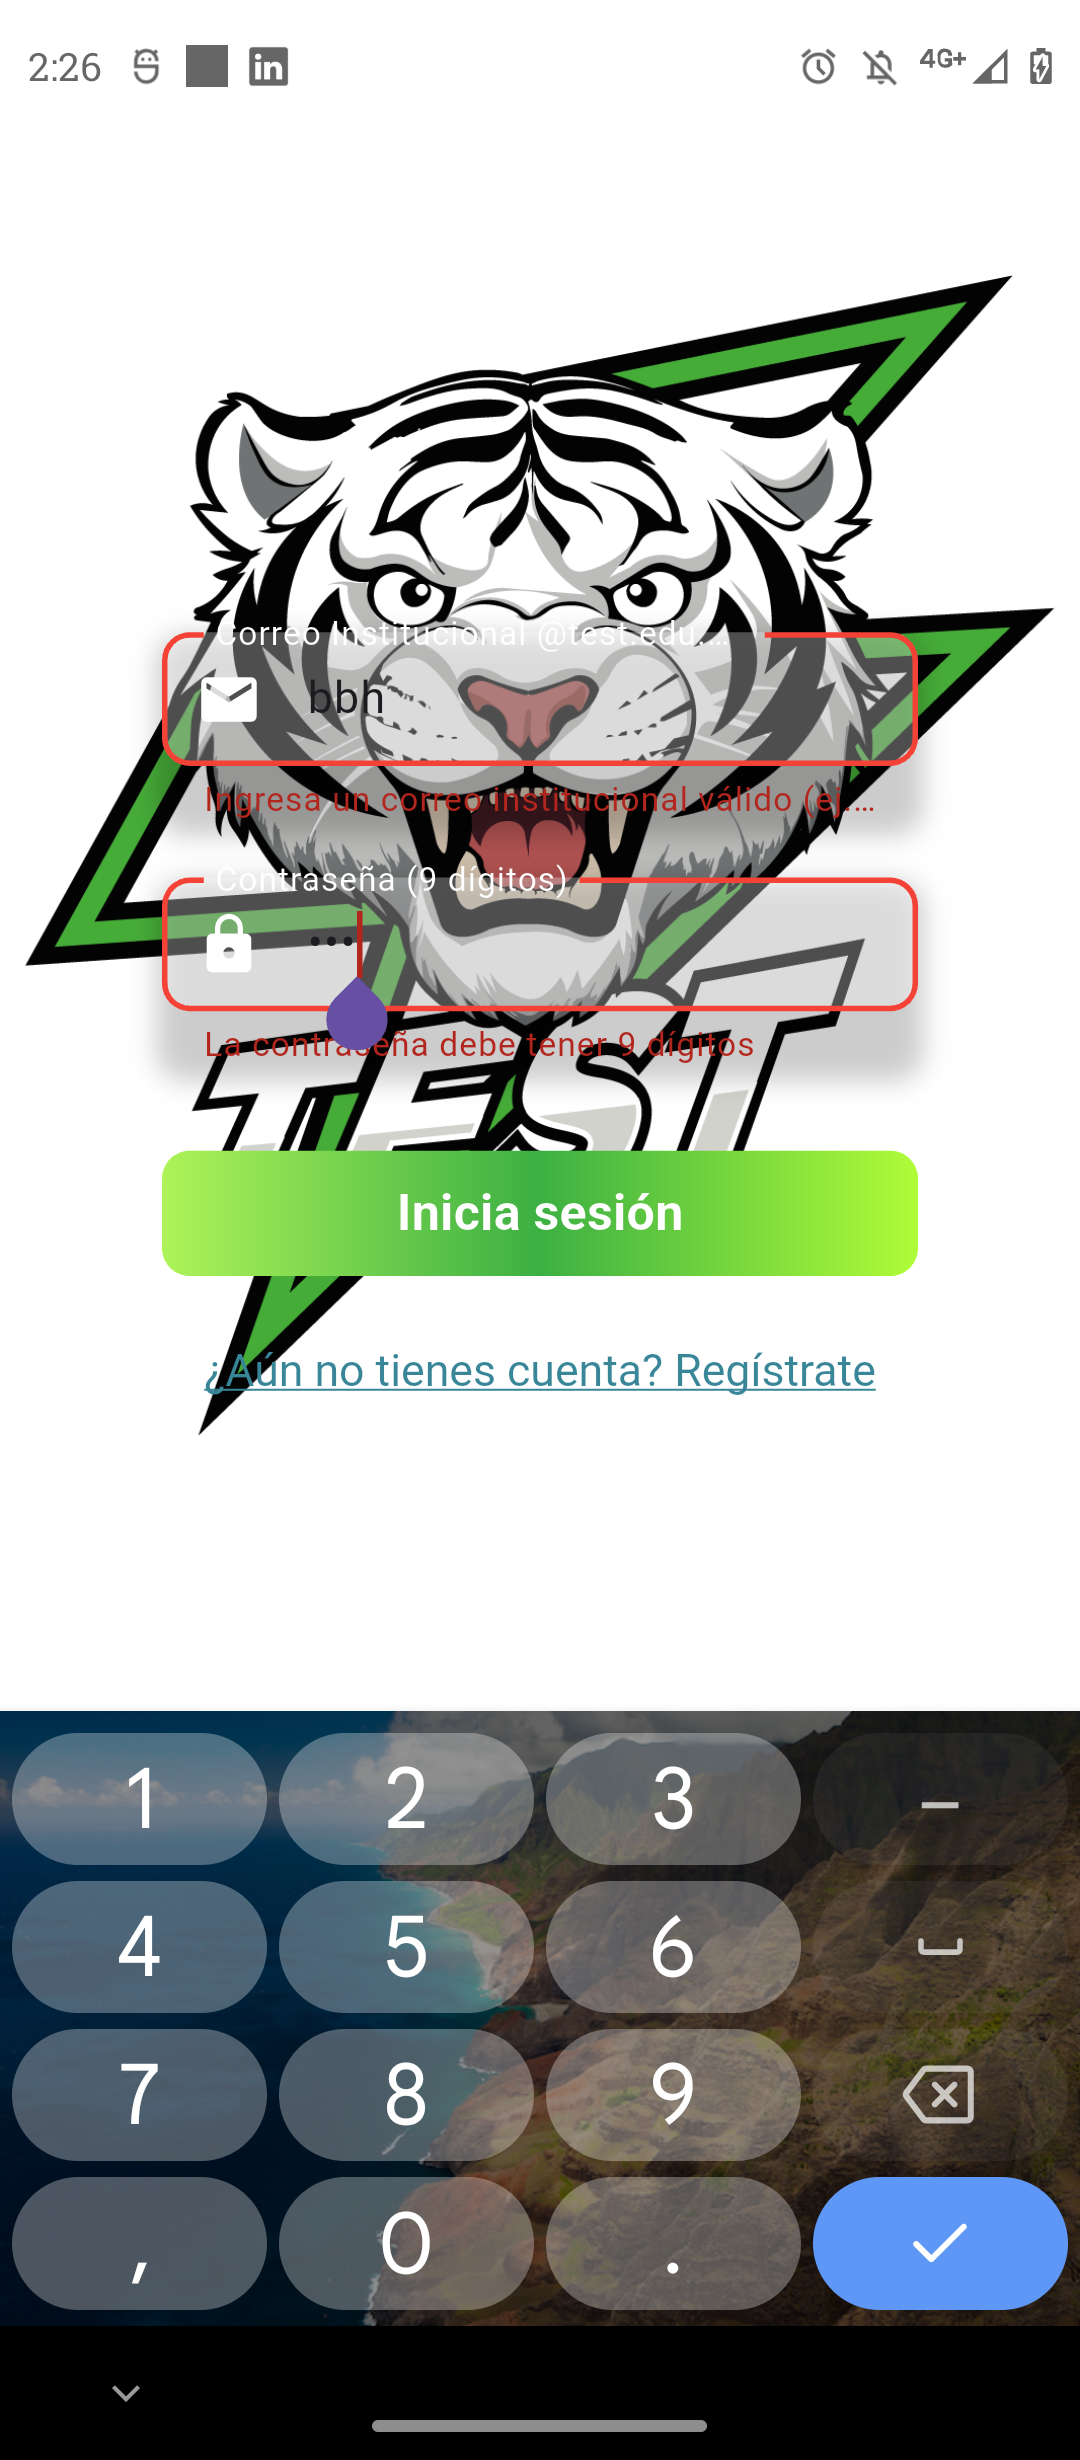 2:26
4G+
Correo Institucional @test.edu....
bbh
Ingresa un correo institucional válido (ej....
Contraseña (9 dígitos)
•••
La contraseña debe tener 9 dígitos
TEST
Inicia sesión
¿Aún no tienes cuenta? Regístrate
1 2 3 –
4 5 6
7 8 9
, 0 .